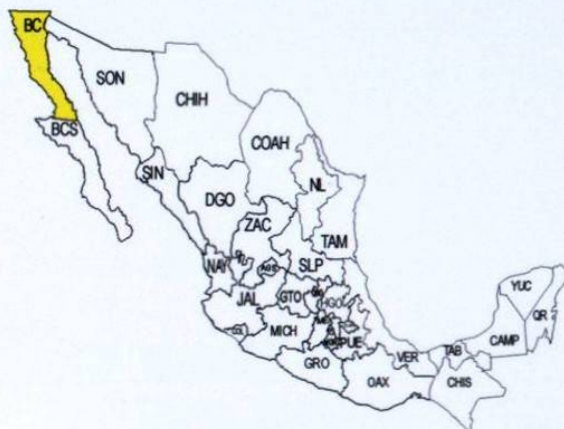 BC
SON
CHIH
BCS
COAH
SIN
NL
DGO
ZAC
TAM
NAY
SLP
YUC
JAL
GTO
HGO
QR
MICH
PUE
CAMP
VER
TAB
GRO
OAX
CHIS